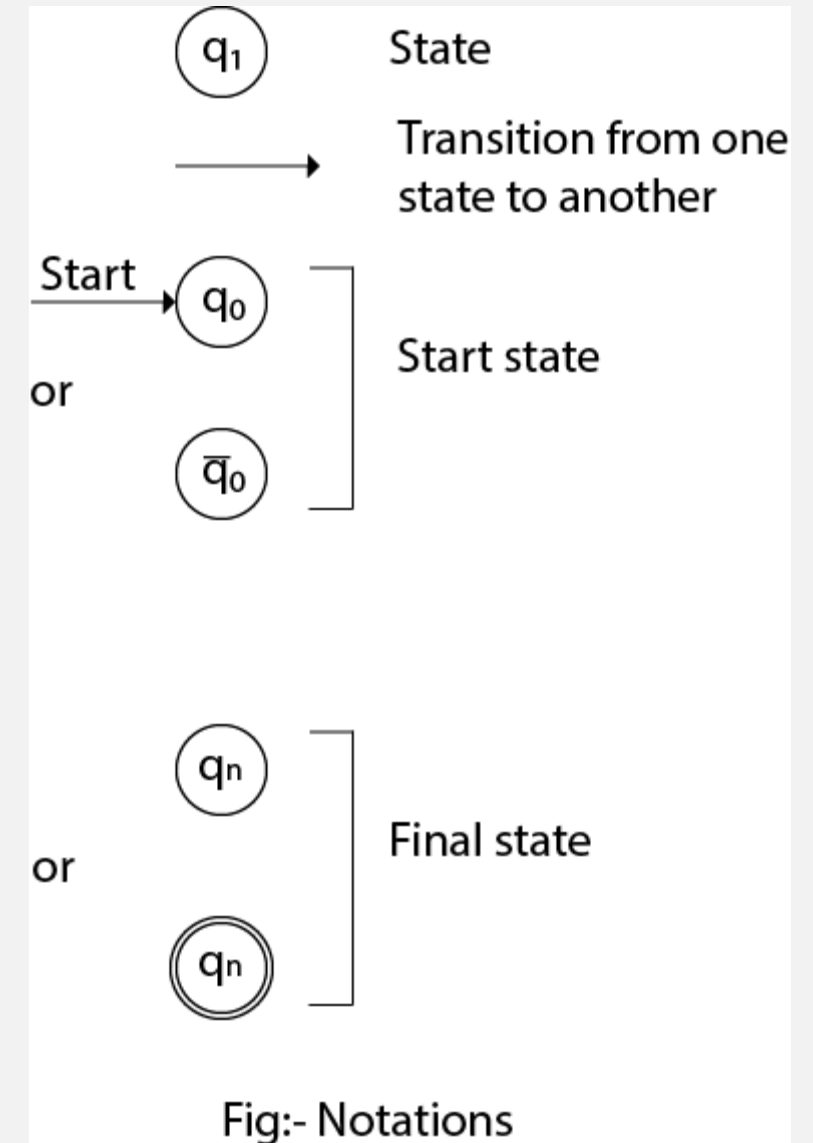 q₁ State
Transition from one
state to another
Start
q₀
Start state
or
q̅₀
qn
Final state
or
qn
Fig:- Notations